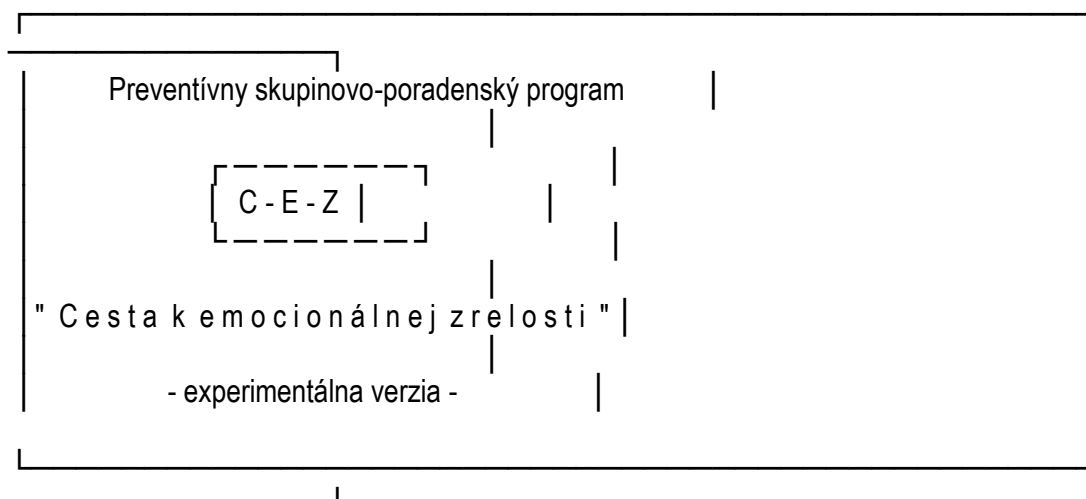 Preventívny skupinovo-poradenský program
C - E - Z
" C e s t a k e m o c i o n á l n e j z r e l o s t i "
- experimentálna verzia -